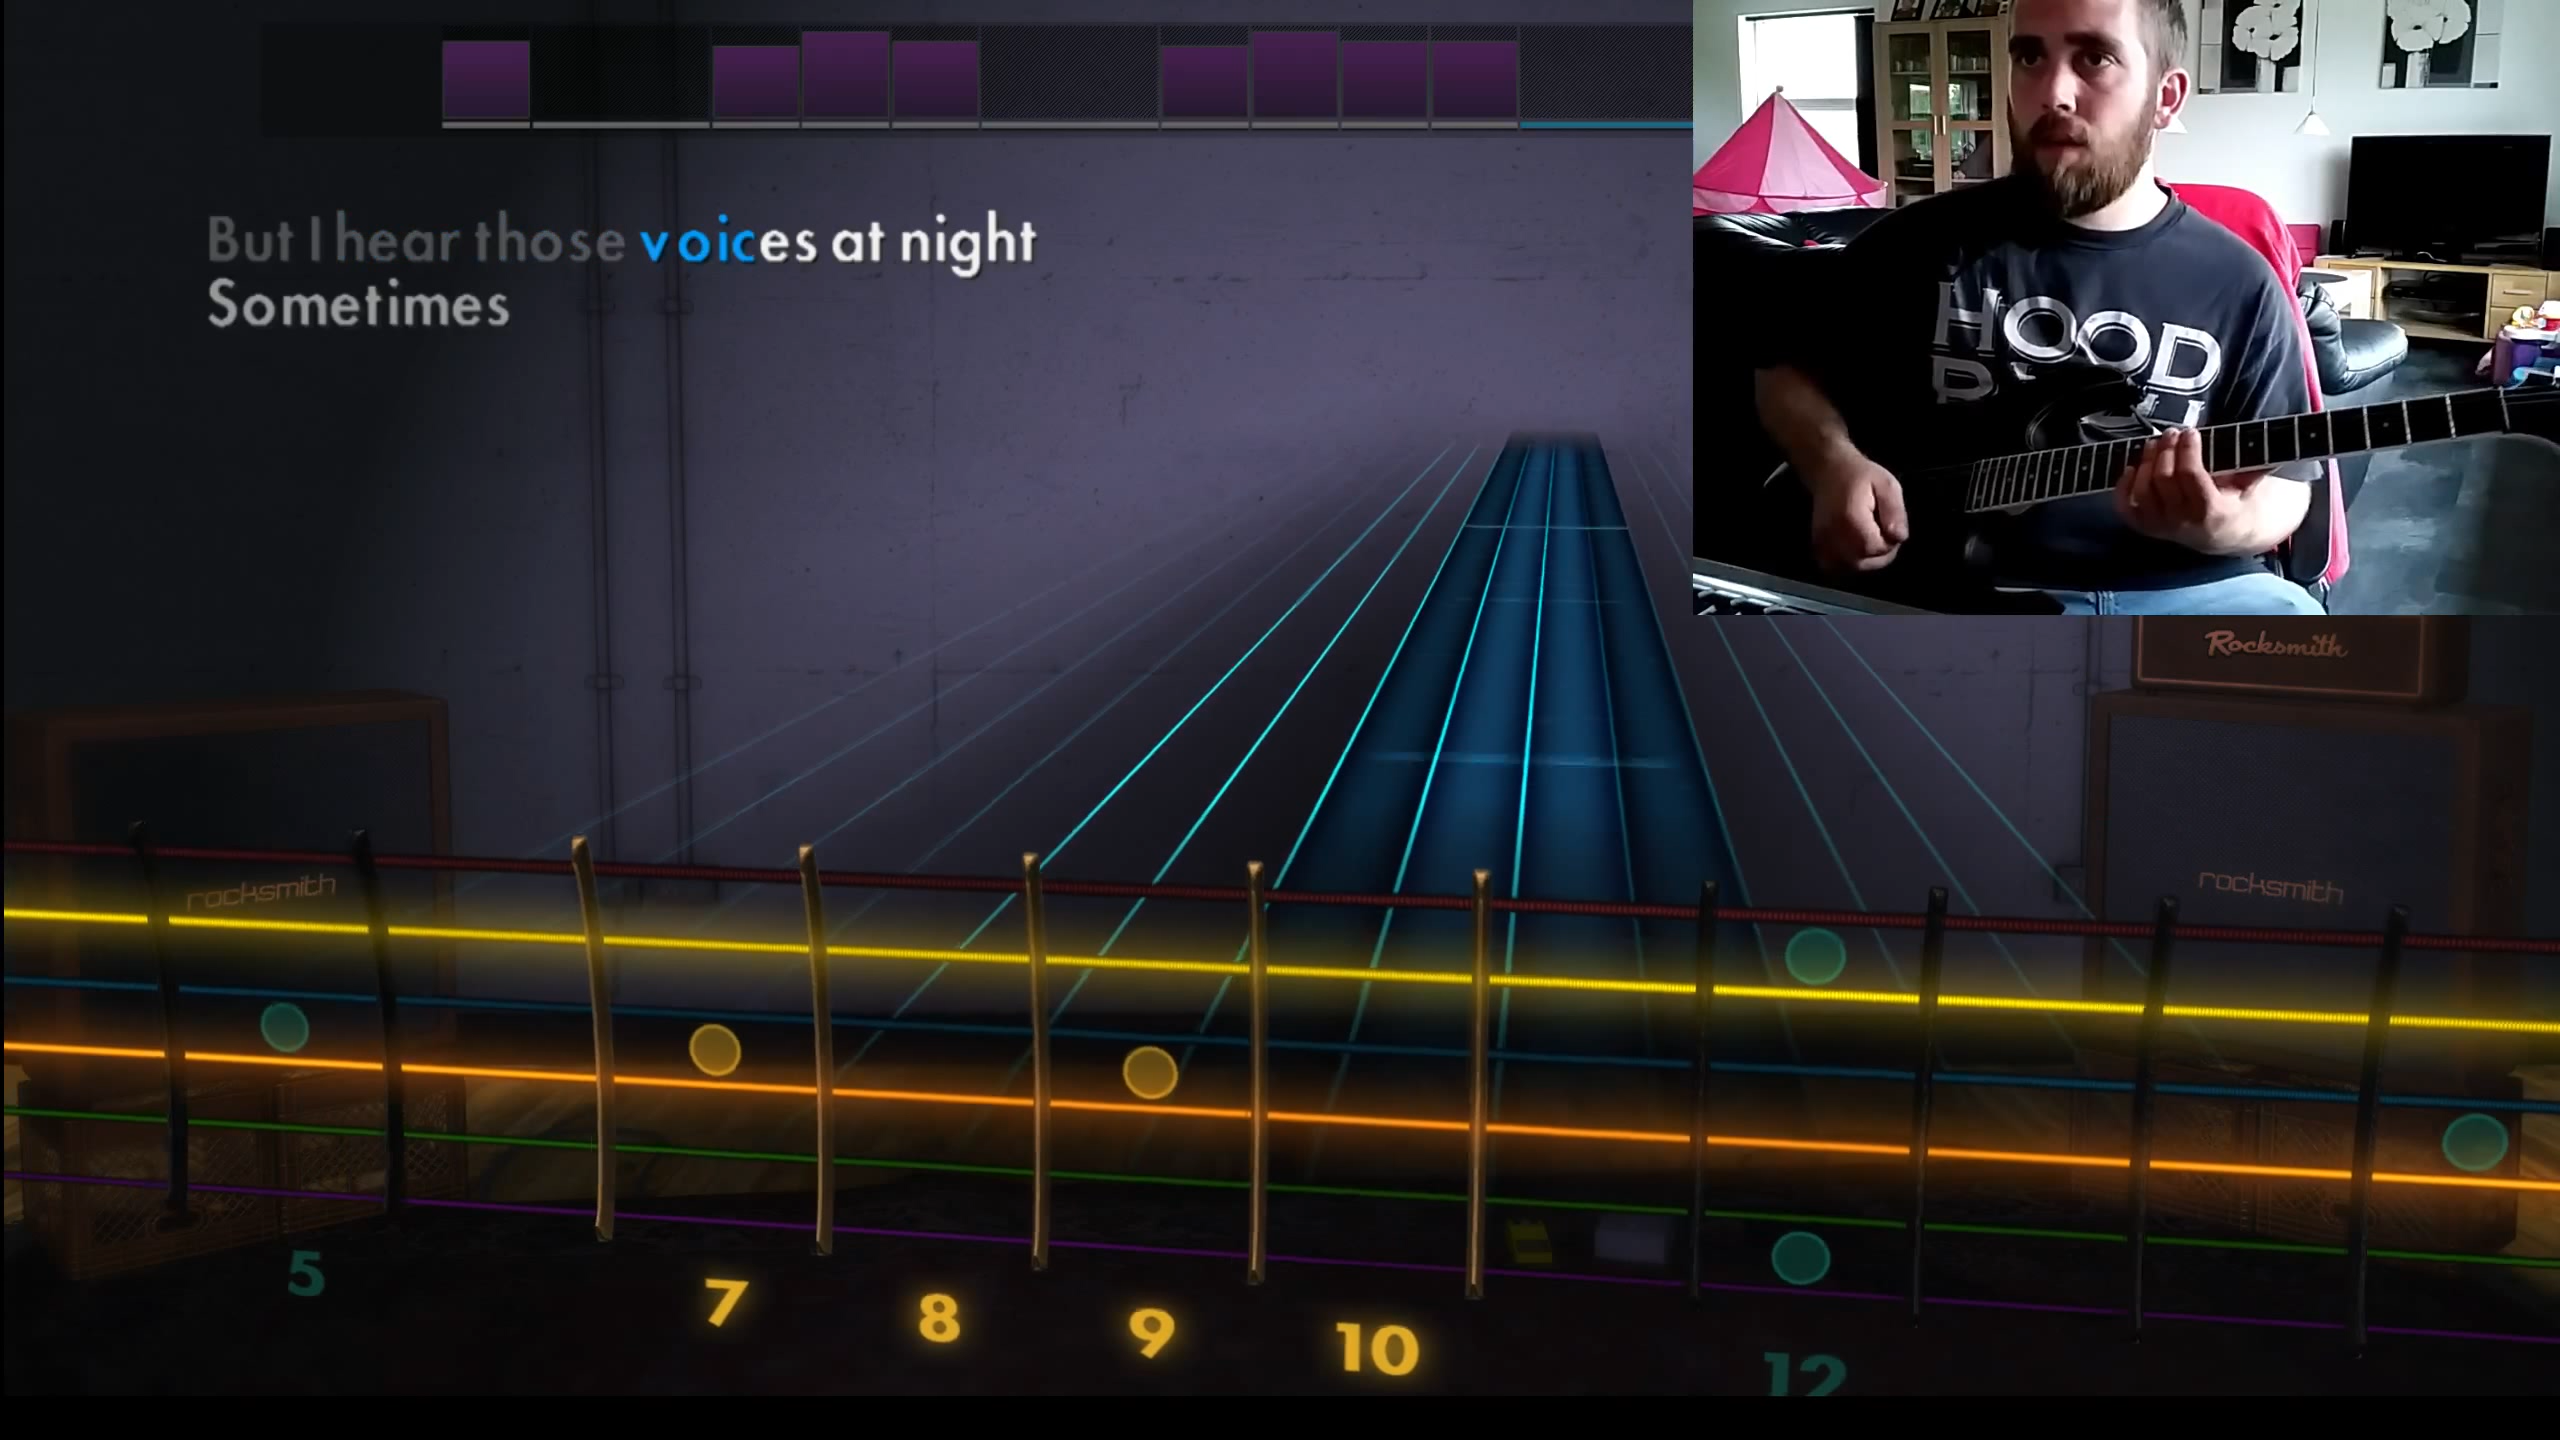 But I hear those voices at night
Sometimes
HOOD
Rocksmith
rocksmith
rocksmith
5
7
8
9
10
12